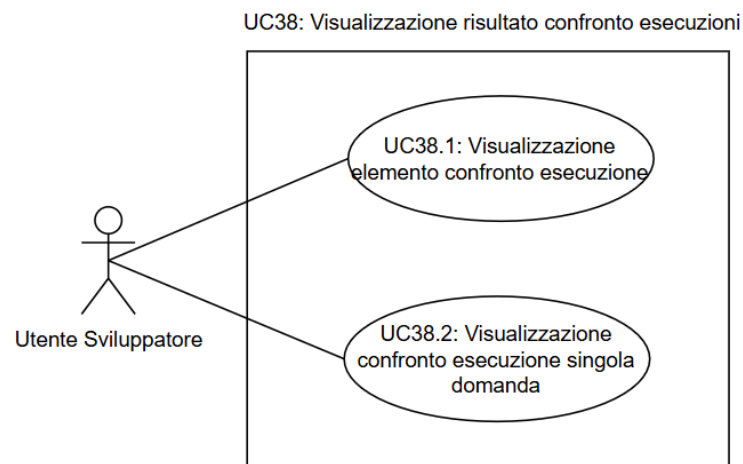 UC38: Visualizzazione risultato confronto esecuzioni
UC38.1: Visualizzazione
elemento confronto esecuzione
Utente Sviluppatore
UC38.2: Visualizzazione
confronto esecuzione singola
domanda